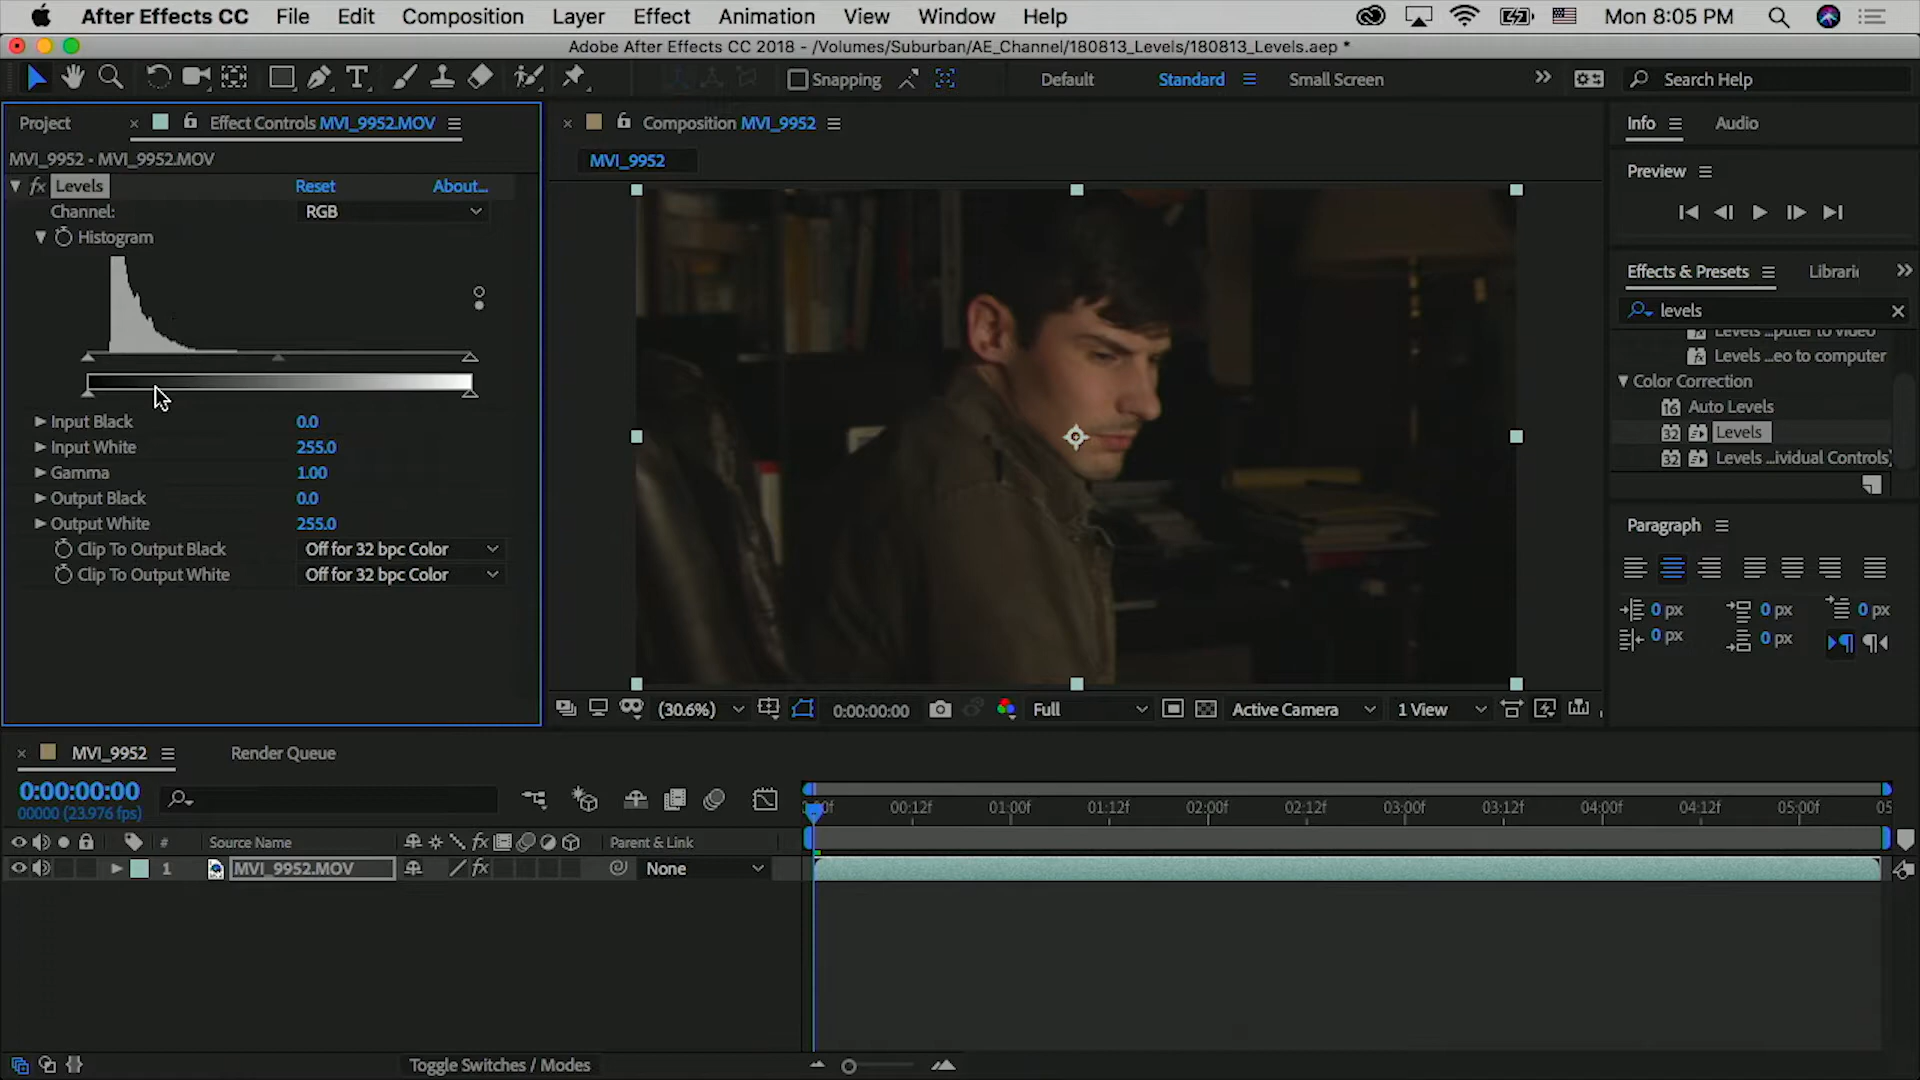 After Effects CC File Edit Composition Layer Effect Animation View Window Help Mon 8:05 PM
Adobe After Effects CC 2018 - /Volumes/Suburban/AE_Channel/180813_Levels/180813_Levels.aep *
Snapping Default Standard Small Screen Search Help
Project Effect Controls MVI_9952.MOV
Composition MVI_9952
Info Audio
MVI_9952 - MVI_9952.MOV
MVI_9952
Preview
fx Levels Reset About...
Channel: RGB
Histogram
Effects & Presets Librari
levels
Levels ...puter to video
Levels ...eo to computer
Color Correction
16 Auto Levels
32 Levels
32 Levels ...ividual Controls)
Input Black 0.0
Input White 255.0
Gamma 1.00
Output Black 0.0
Output White 255.0
Clip To Output Black Off for 32 bpc Color
Clip To Output White Off for 32 bpc Color
Paragraph
0 px 0 px 0 px
0 px 0 px
(30.6%) 0:00:00:00 Full Active Camera 1 View
MVI_9952 Render Queue
0:00:00:00
00000 (23.976 fps)
00:12f 01:00f 01:12f 02:00f 02:12f 03:00f 03:12f 04:00f 04:12f 05:00f 05
# Source Name fx Parent & Link
1 MVI_9952.MOV fx None
Toggle Switches / Modes